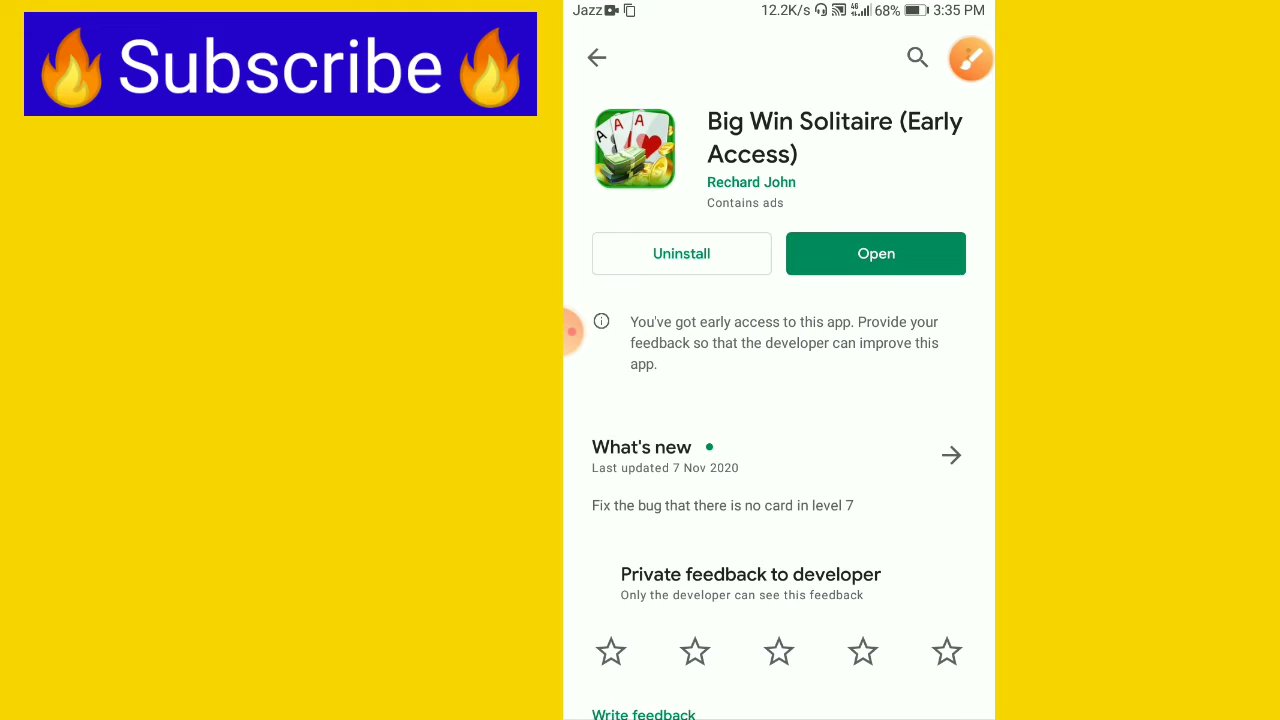 🔥Subscribe🔥
Jazz 12.2K/s 4G 68% 3:35 PM
Big Win Solitaire (Early
Access)
Rechard John
Contains ads
Uninstall Open
You've got early access to this app. Provide your
feedback so that the developer can improve this
app.
What's new
Last updated 7 Nov 2020
Fix the bug that there is no card in level 7
Private feedback to developer
Only the developer can see this feedback
Write feedback